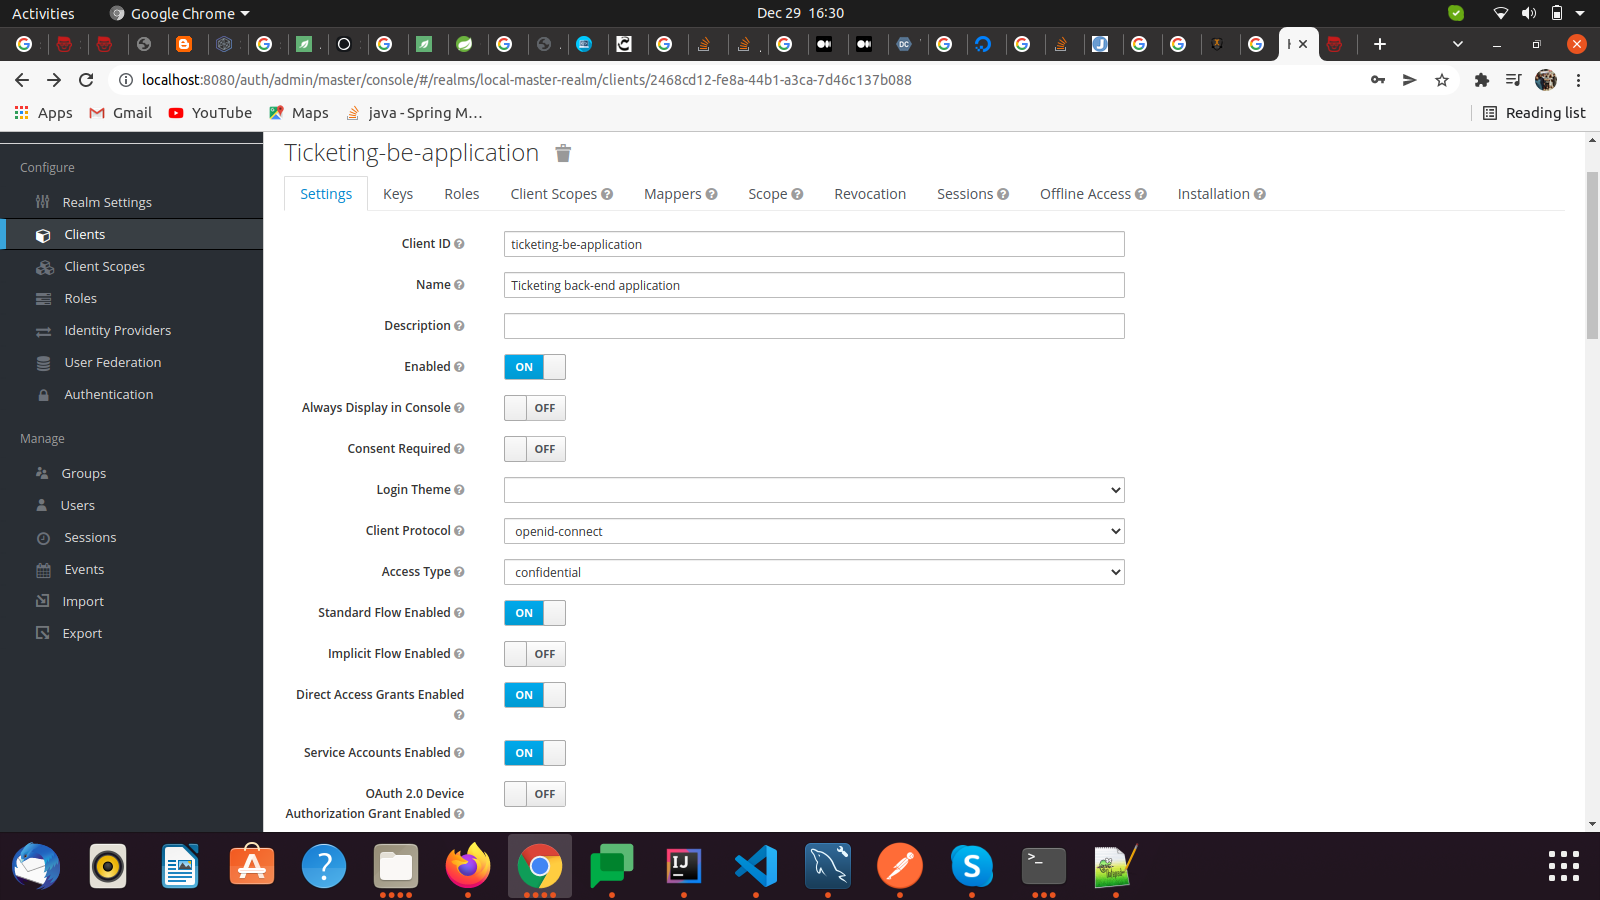 Activities
Google Chrome
Dec 29 16:30
localhost:8080/auth/admin/master/console/#/realms/local-master-realm/clients/2468cd12-fe8a-44b1-a3ca-7d46c137b088
Apps
Gmail
YouTube
Maps
java - Spring M...
Reading list
Configure
Realm Settings
Clients
Client Scopes
Roles
Identity Providers
User Federation
Authentication
Manage
Groups
Users
Sessions
Events
Import
Export
Ticketing-be-application
Settings
Keys
Roles
Client Scopes
Mappers
Scope
Revocation
Sessions
Offline Access
Installation
Client ID
ticketing-be-application
Name
Ticketing back-end application
Description
Enabled
ON
Always Display in Console
OFF
Consent Required
OFF
Login Theme
Client Protocol
openid-connect
Access Type
confidential
Standard Flow Enabled
ON
Implicit Flow Enabled
OFF
Direct Access Grants Enabled
ON
Service Accounts Enabled
ON
OAuth 2.0 Device
Authorization Grant Enabled
OFF